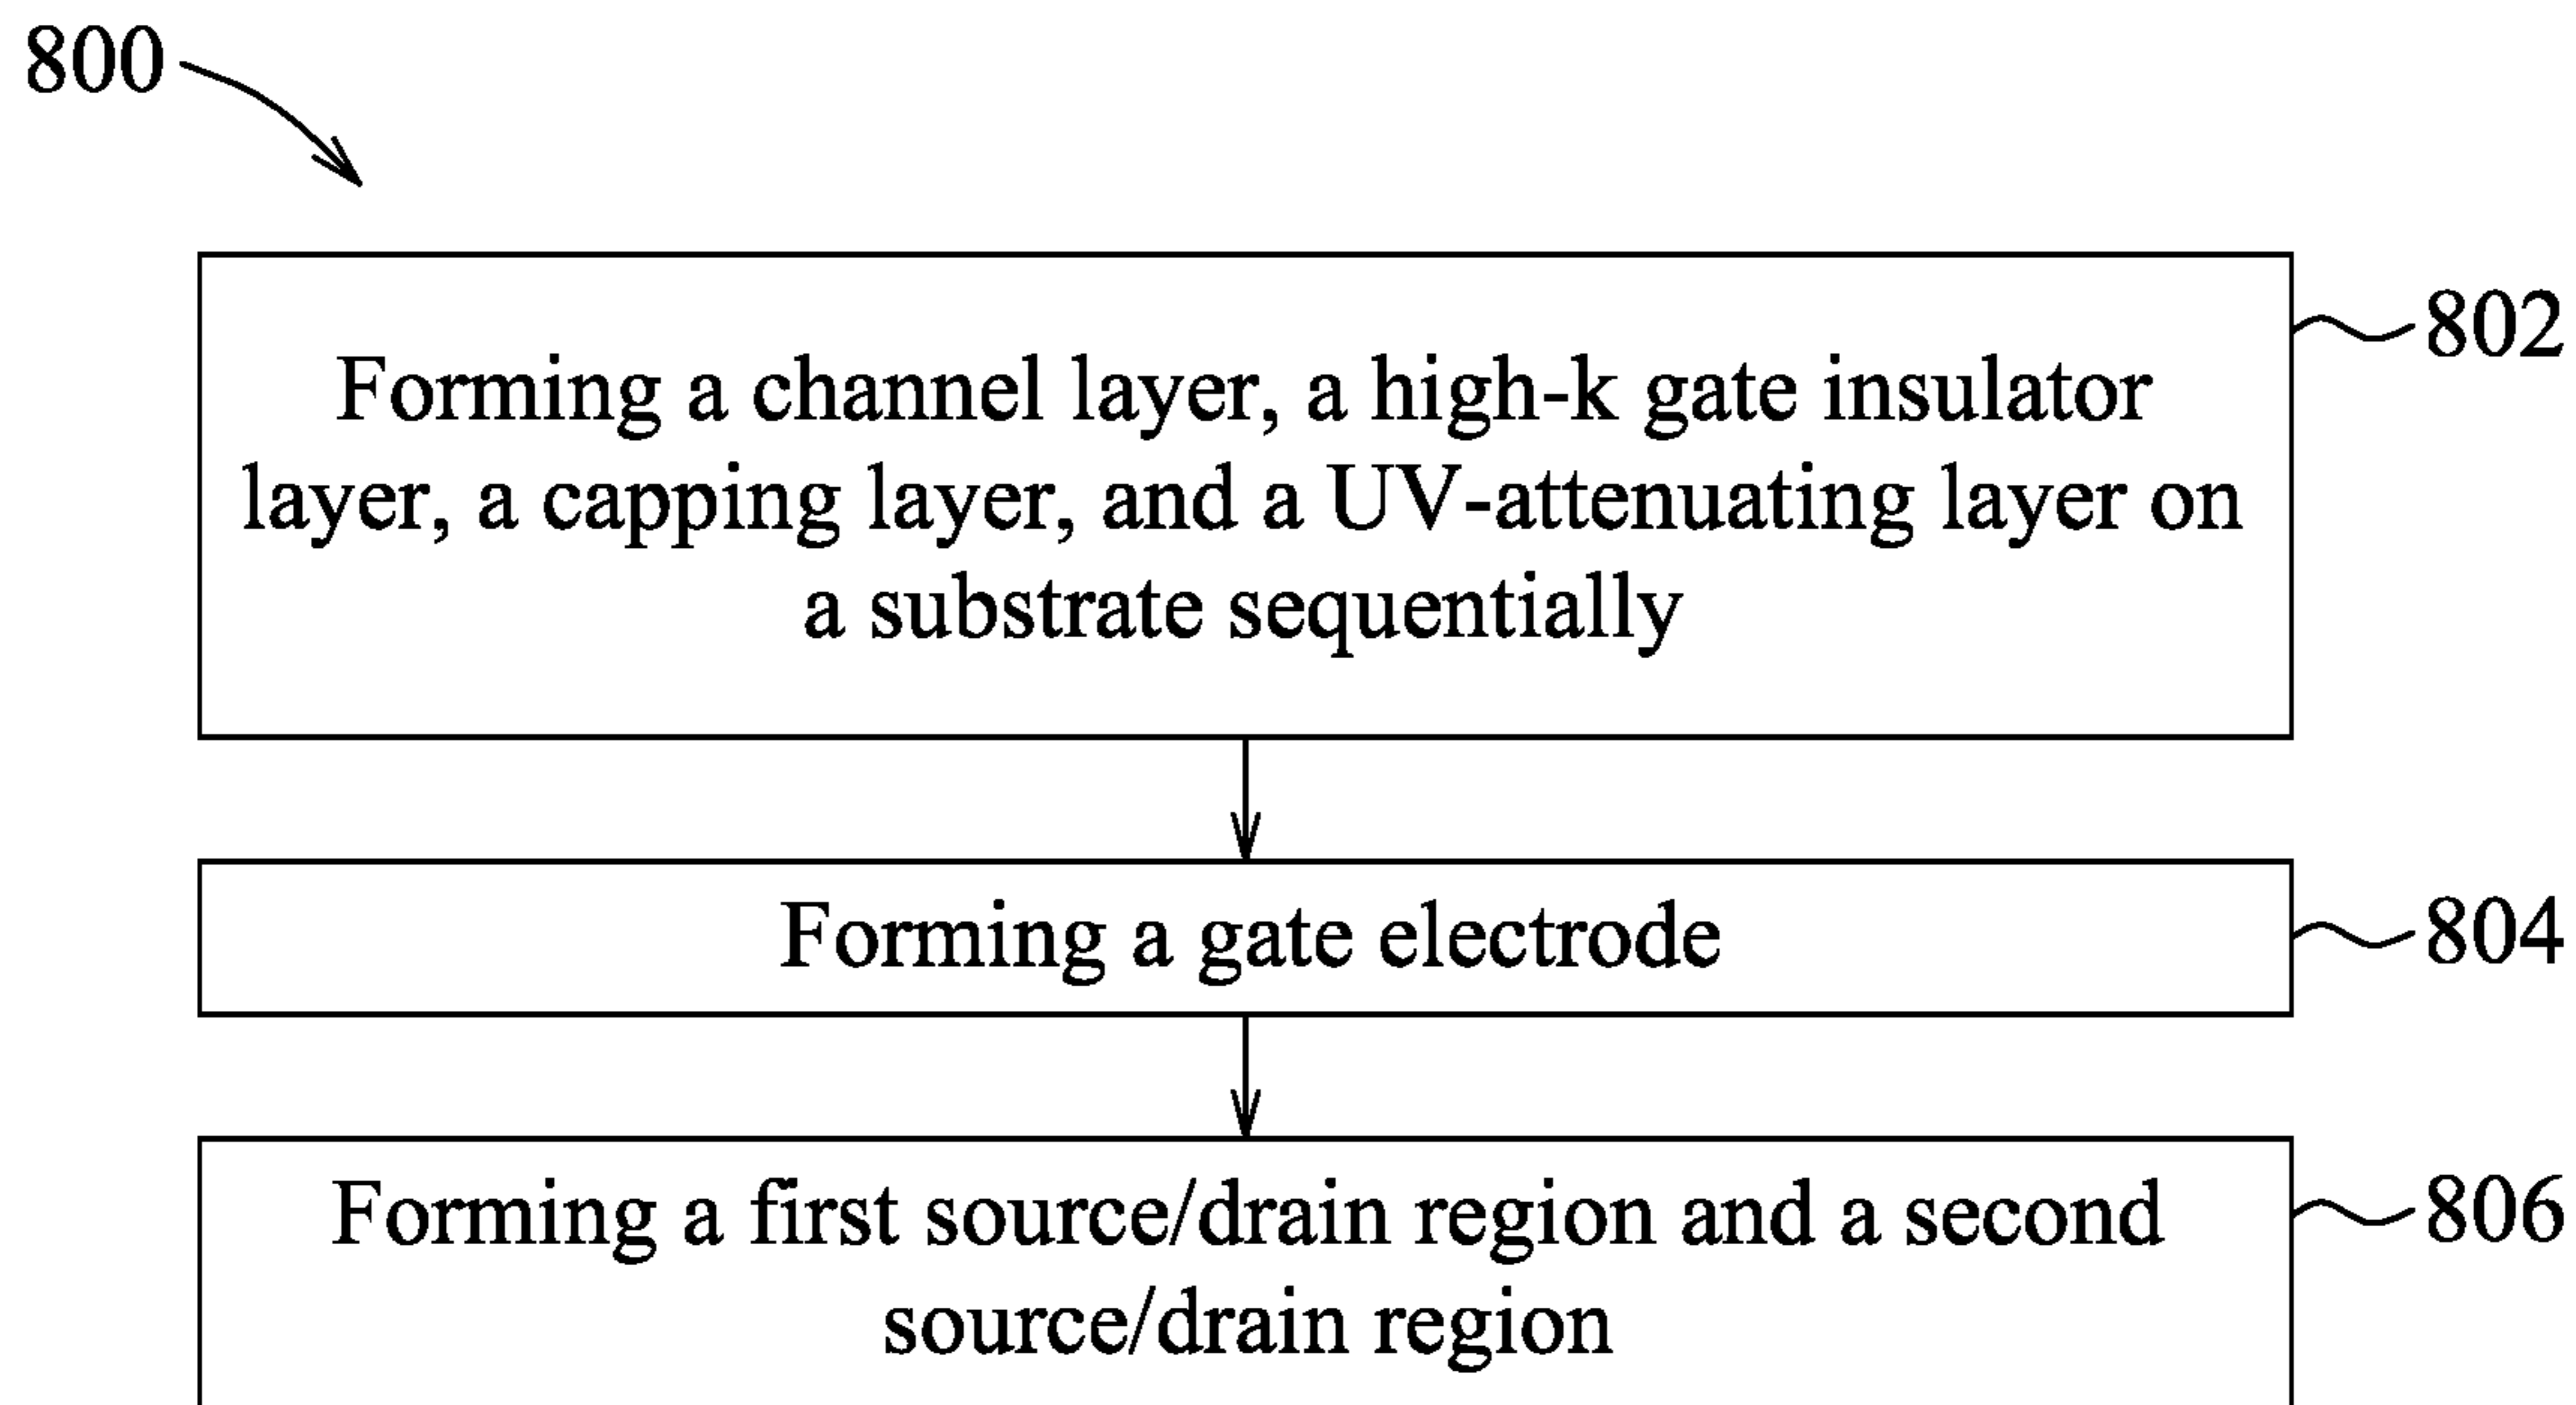 800
802
Forming a channel layer, a high-k gate insulator
layer, a capping layer, and a UV-attenuating layer on
a substrate sequentially
804
Forming a gate electrode
806
Forming a first source/drain region and a second
source/drain region